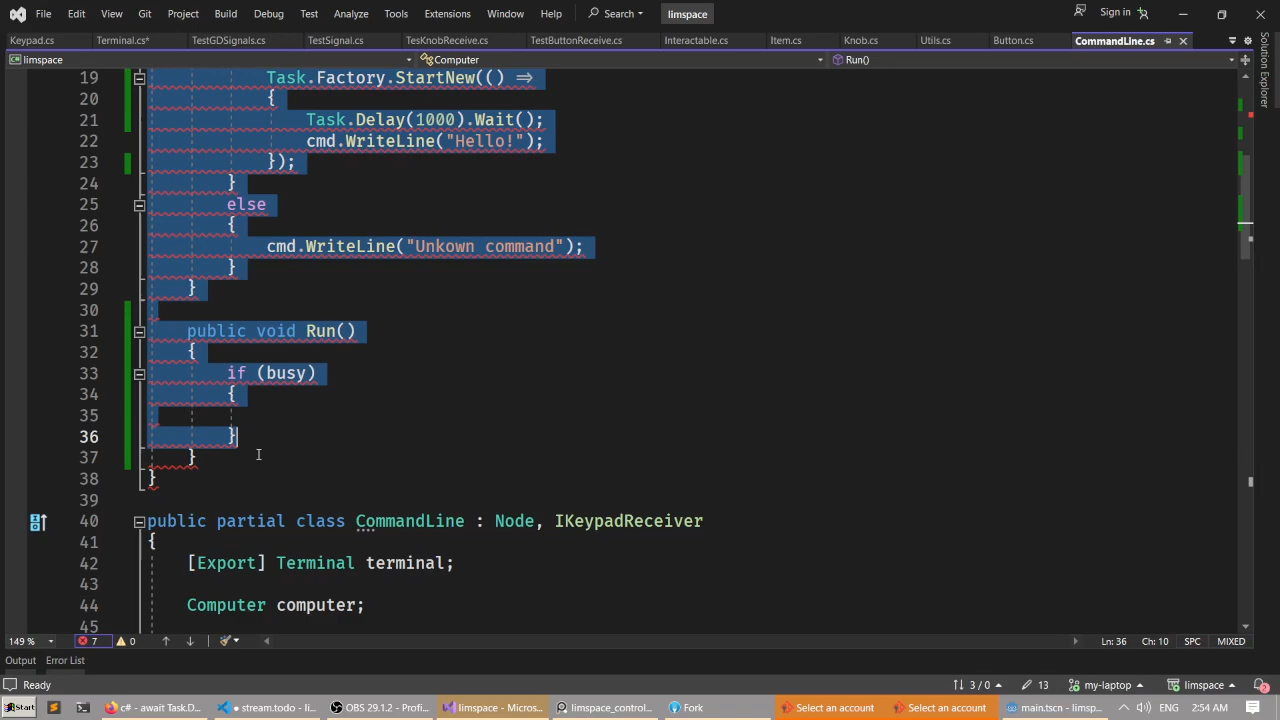 File Edit View Git Project Build Debug Test Analyze Tools Extensions Window Help Search limspace Sign in
Keypad.cs Terminal.cs* TestGDSignals.cs TestSignal.cs TesKnobReceive.cs TestButtonReceive.cs Interactable.cs Item.cs Knob.cs Utils.cs Button.cs CommandLine.cs
limspace Computer Run()
19 Task.Factory.StartNew(() =>
20 {
21 Task.Delay(1000).Wait();
22 cmd.WriteLine("Hello!");
23 });
24 }
25 else
26 {
27 cmd.WriteLine("Unkown command");
28 }
29 }
30
31 public void Run()
32 {
33 if (busy)
34 {
35
36 }
37 }
38 }
39
40 public partial class CommandLine : Node, IKeypadReceiver
41 {
42 [Export] Terminal terminal;
43
44 Computer computer;
45
149 % 7 0 Ln: 36 Ch: 10 SPC MIXED
Output Error List
Ready 3 / 0 13 my-laptop limspace 2
Start c# - await Task.D... stream.todo - li... OBS 29.1.2 - Profi... limspace - Micros... limspace_control... Fork Select an account Select an account main.tscn - limsp... ENG 2:54 AM
Solution Explorer